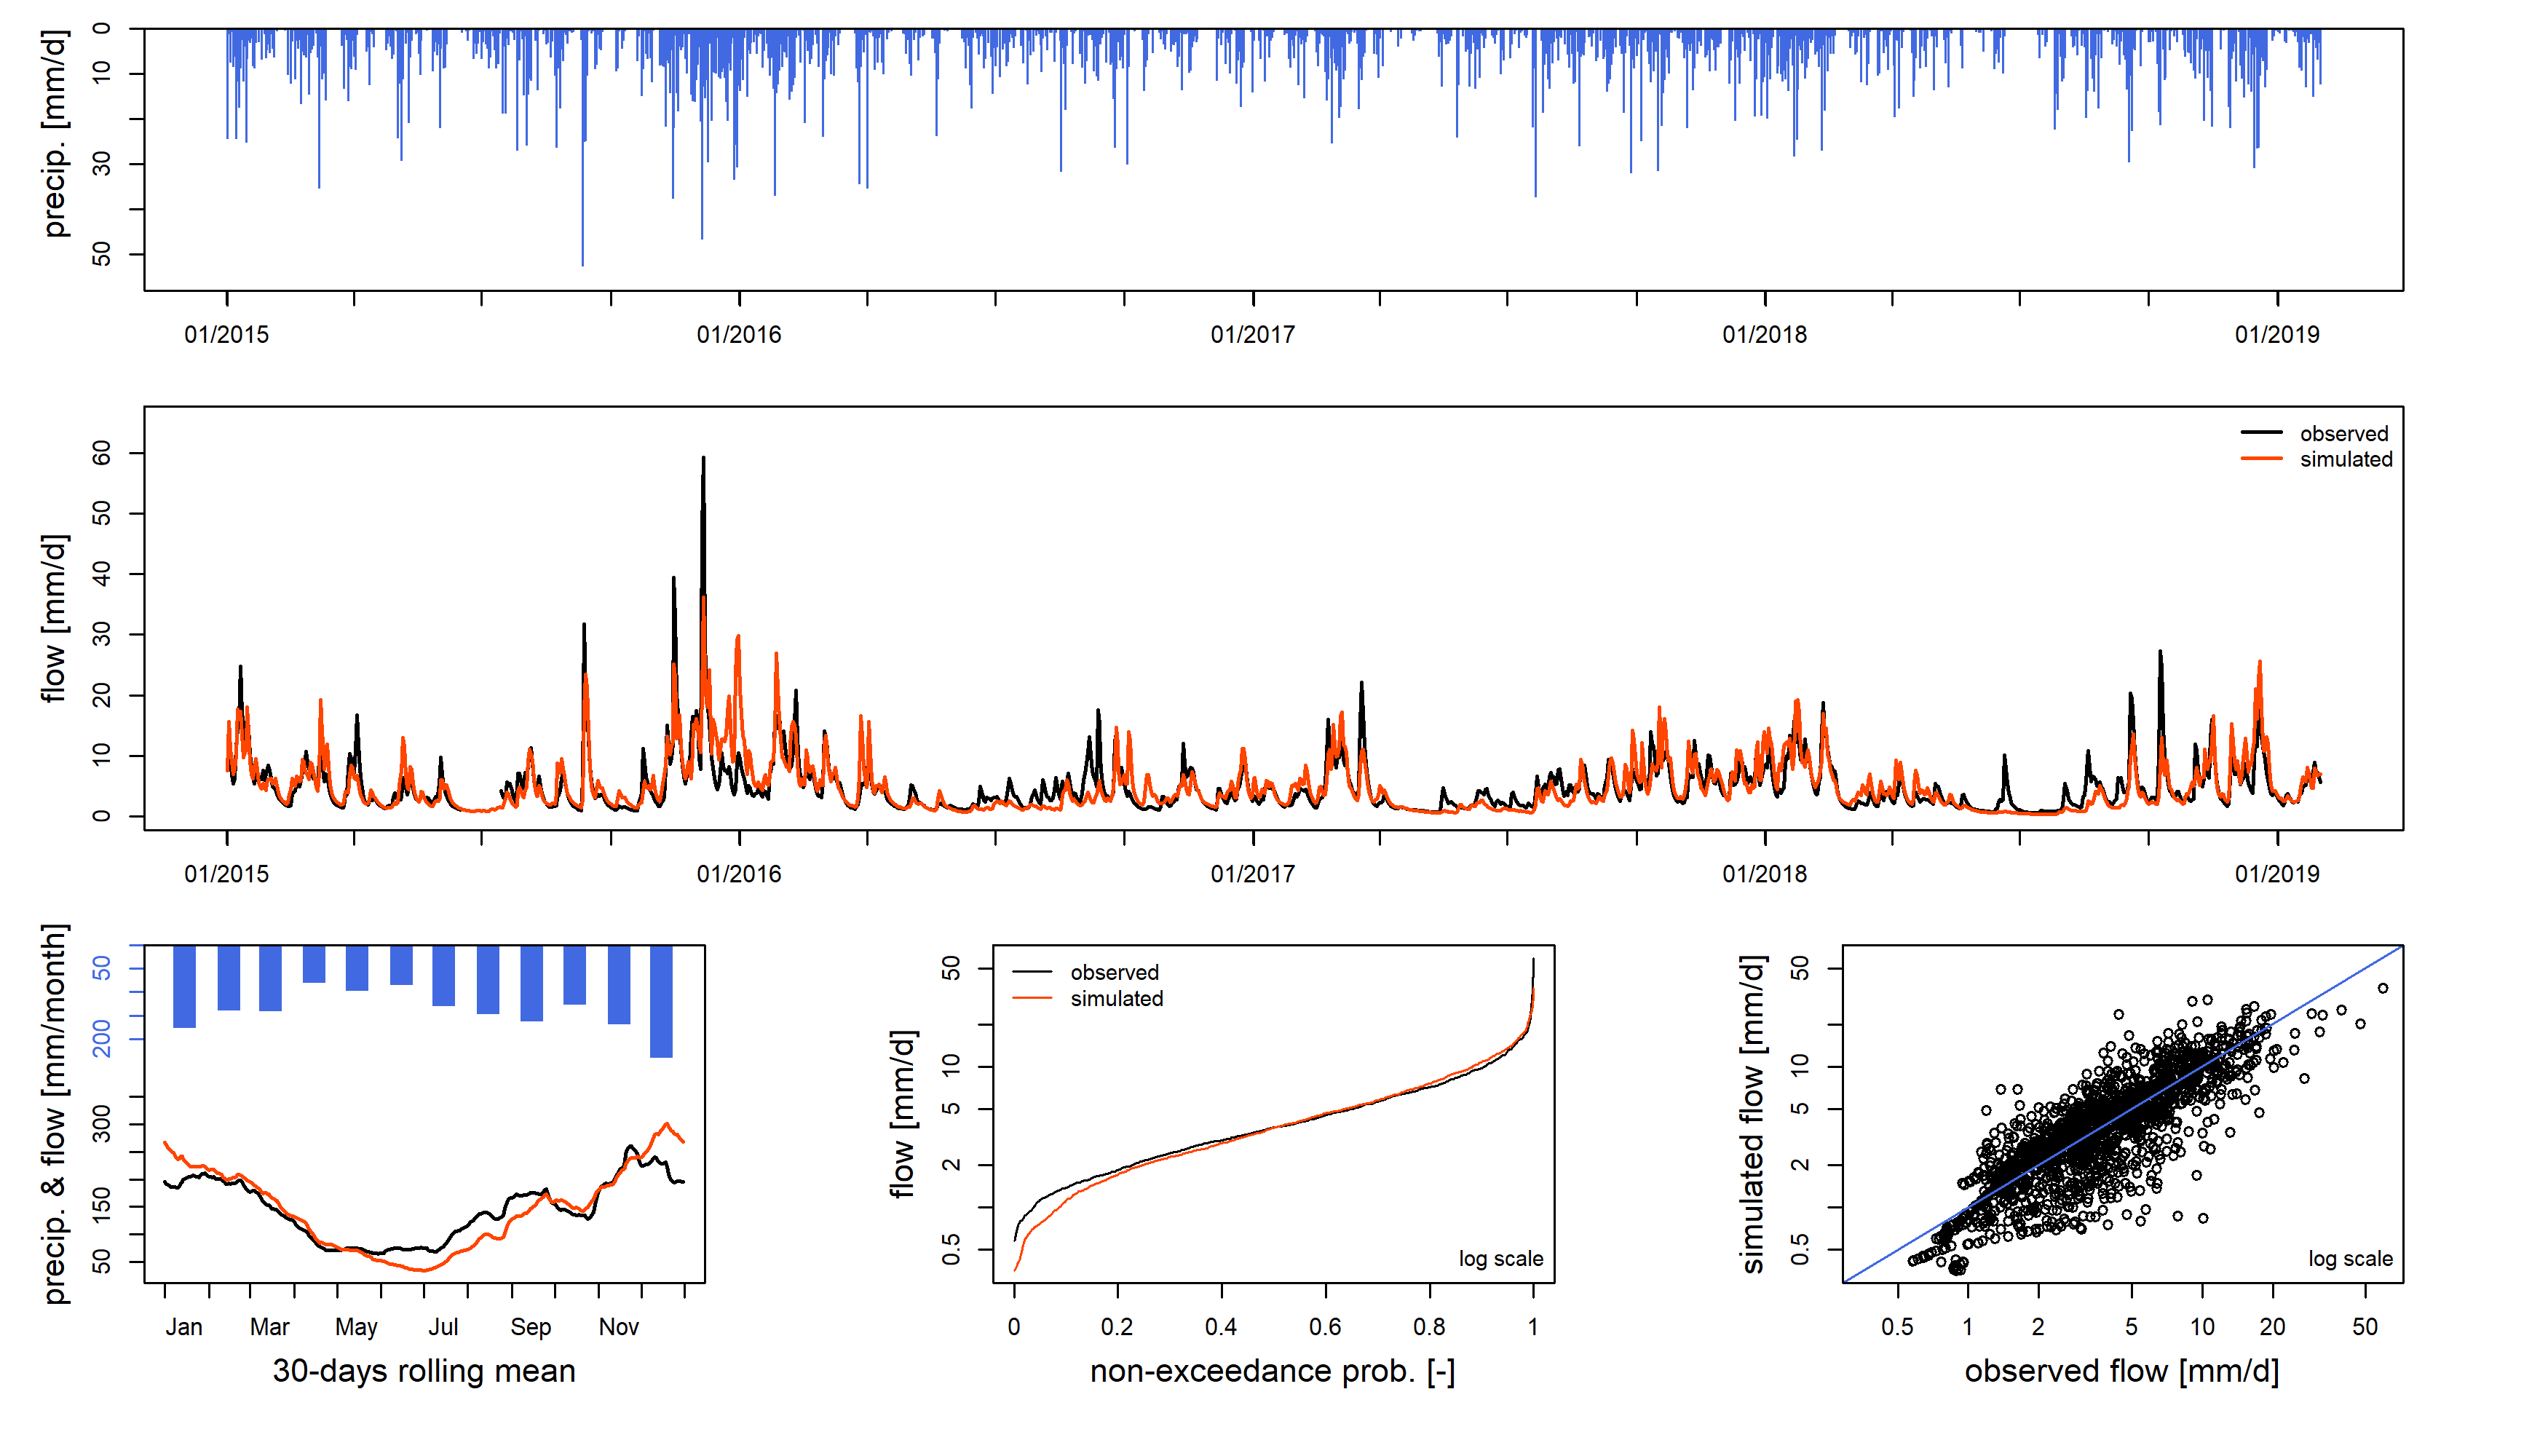 precip. [mm/d]
0
10
30
50
01/2015
01/2016
01/2017
01/2018
01/2019
flow [mm/d]
60
50
40
30
20
10
0
observed
simulated
01/2015
01/2016
01/2017
01/2018
01/2019
precip. & flow [mm/month]
50
200
300
150
50
Jan
Mar
May
Jul
Sep
Nov
30-days rolling mean
flow [mm/d]
50
10
5
2
0.5
observed
simulated
log scale
0
0.2
0.4
0.6
0.8
1
non-exceedance prob. [-]
simulated flow [mm/d]
50
10
5
2
0.5
log scale
0.5
1
2
5
10
20
50
observed flow [mm/d]